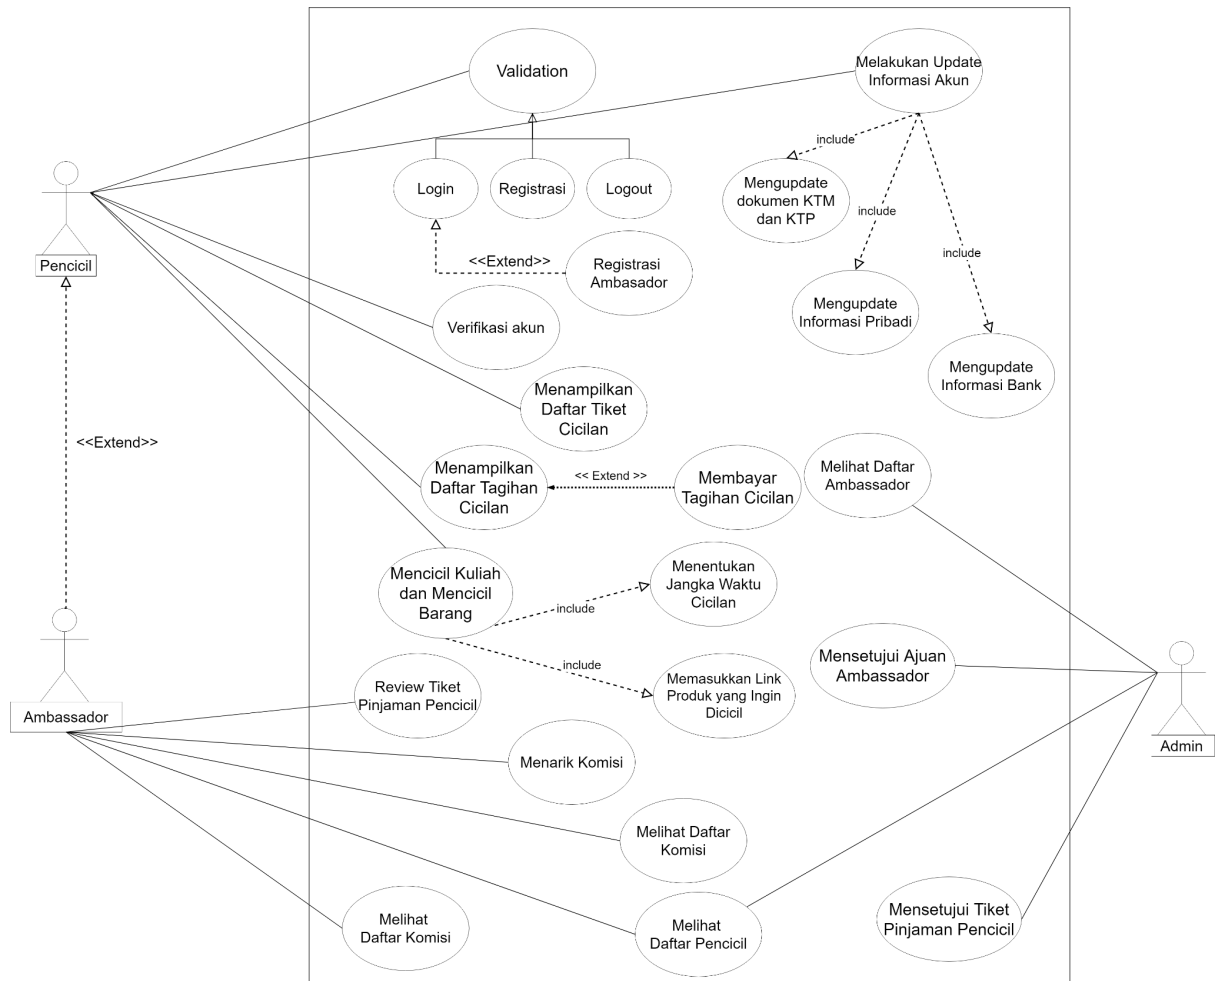 Validation
Melakukan Update
Informasi Akun
include
Login
Registrasi
Logout
Mengupdate
dokumen KTM
dan KTP
include
include
Pencicil
<<Extend>>
Registrasi
Ambasador
Mengupdate
Informasi Pribadi
Verifikasi akun
Mengupdate
Informasi Bank
Menampilkan
Daftar Tiket
Cicilan
<<Extend>>
Menampilkan
Daftar Tagihan
Cicilan
<< Extend >>
Membayar
Tagihan Cicilan
Melihat Daftar
Ambassador
Mencicil Kuliah
dan Mencicil
Barang
include
Menentukan
Jangka Waktu
Cicilan
include
Memasukkan Link
Produk yang Ingin
Dicicil
Mensetujui Ajuan
Ambassador
Ambassador
Review Tiket
Pinjaman Pencicil
Admin
Menarik Komisi
Melihat Daftar
Komisi
Melihat
Daftar Komisi
Melihat
Daftar Pencicil
Mensetujui Tiket
Pinjaman Pencicil